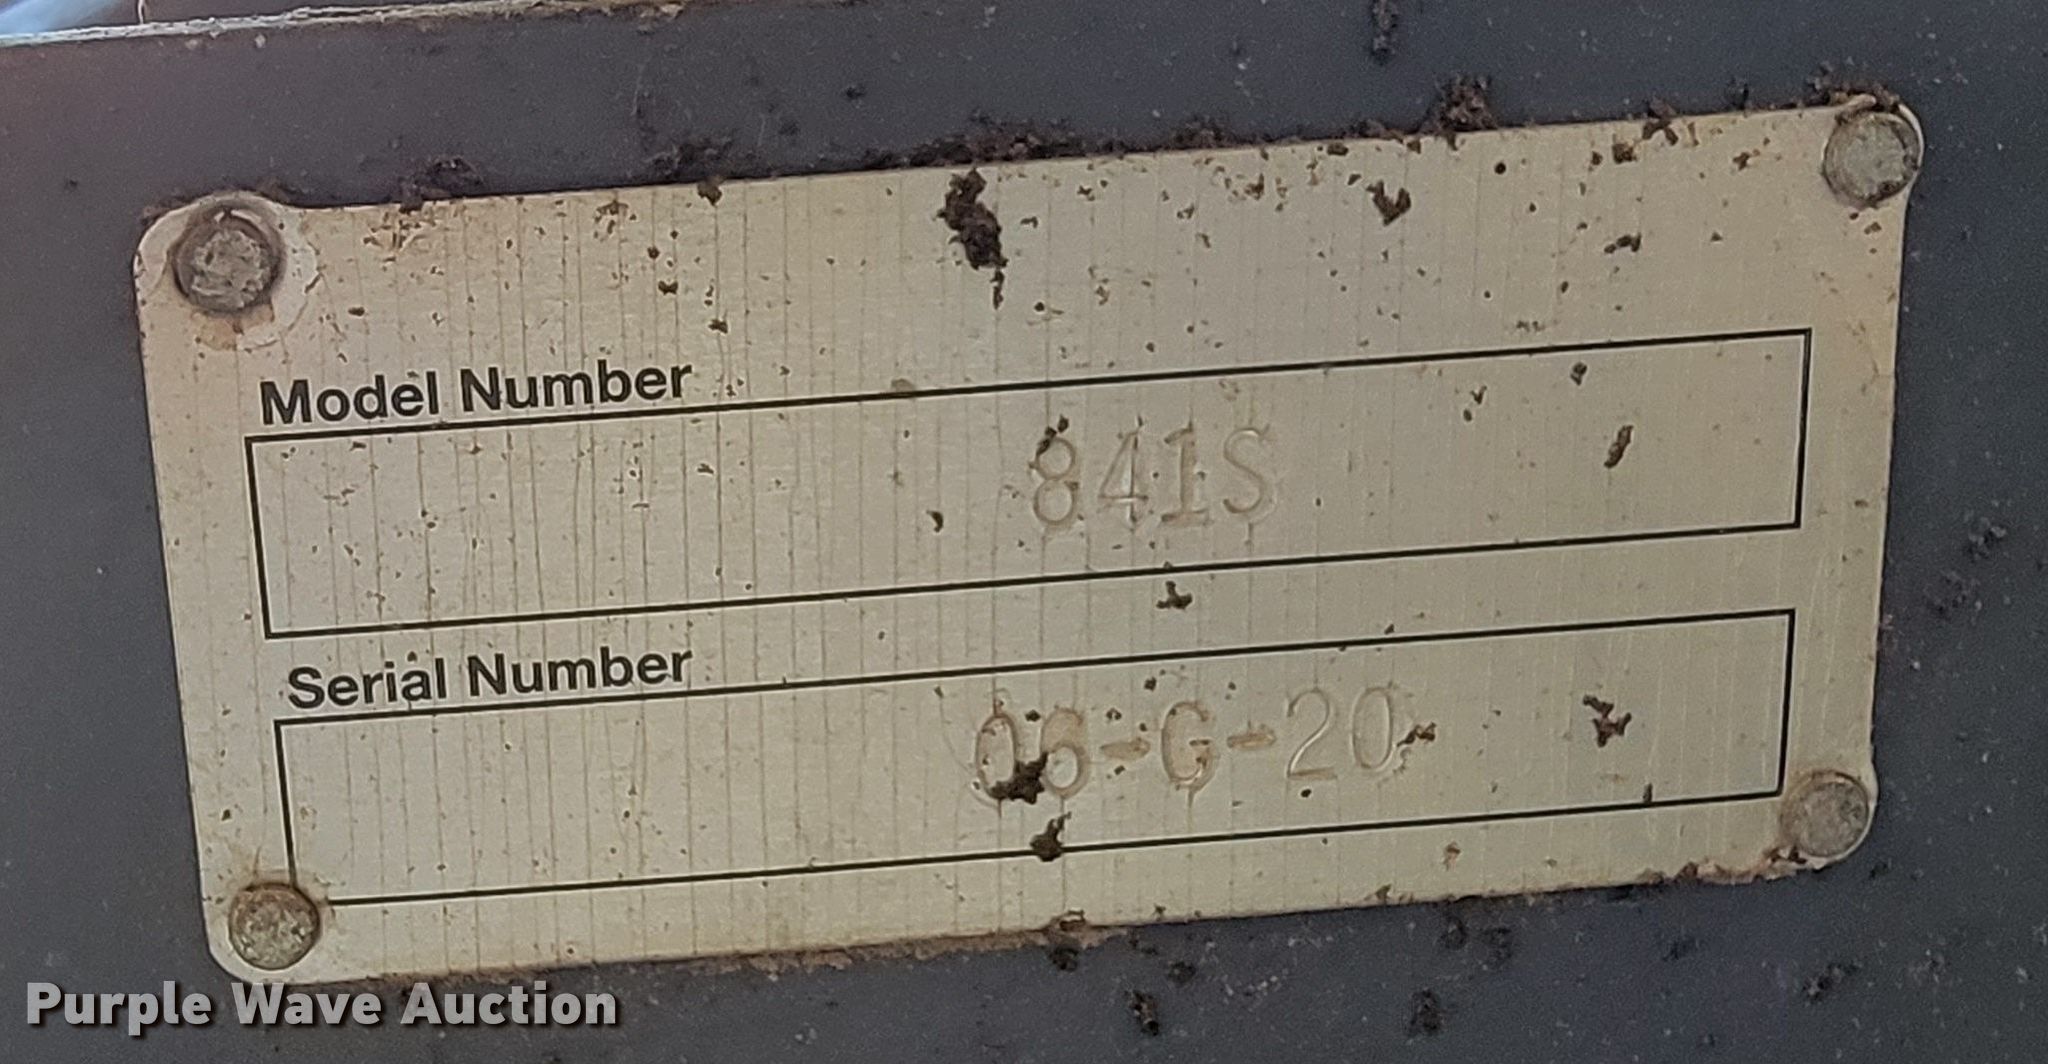 Model Number
841S
Serial Number
06-G-20
Purple Wave Auction